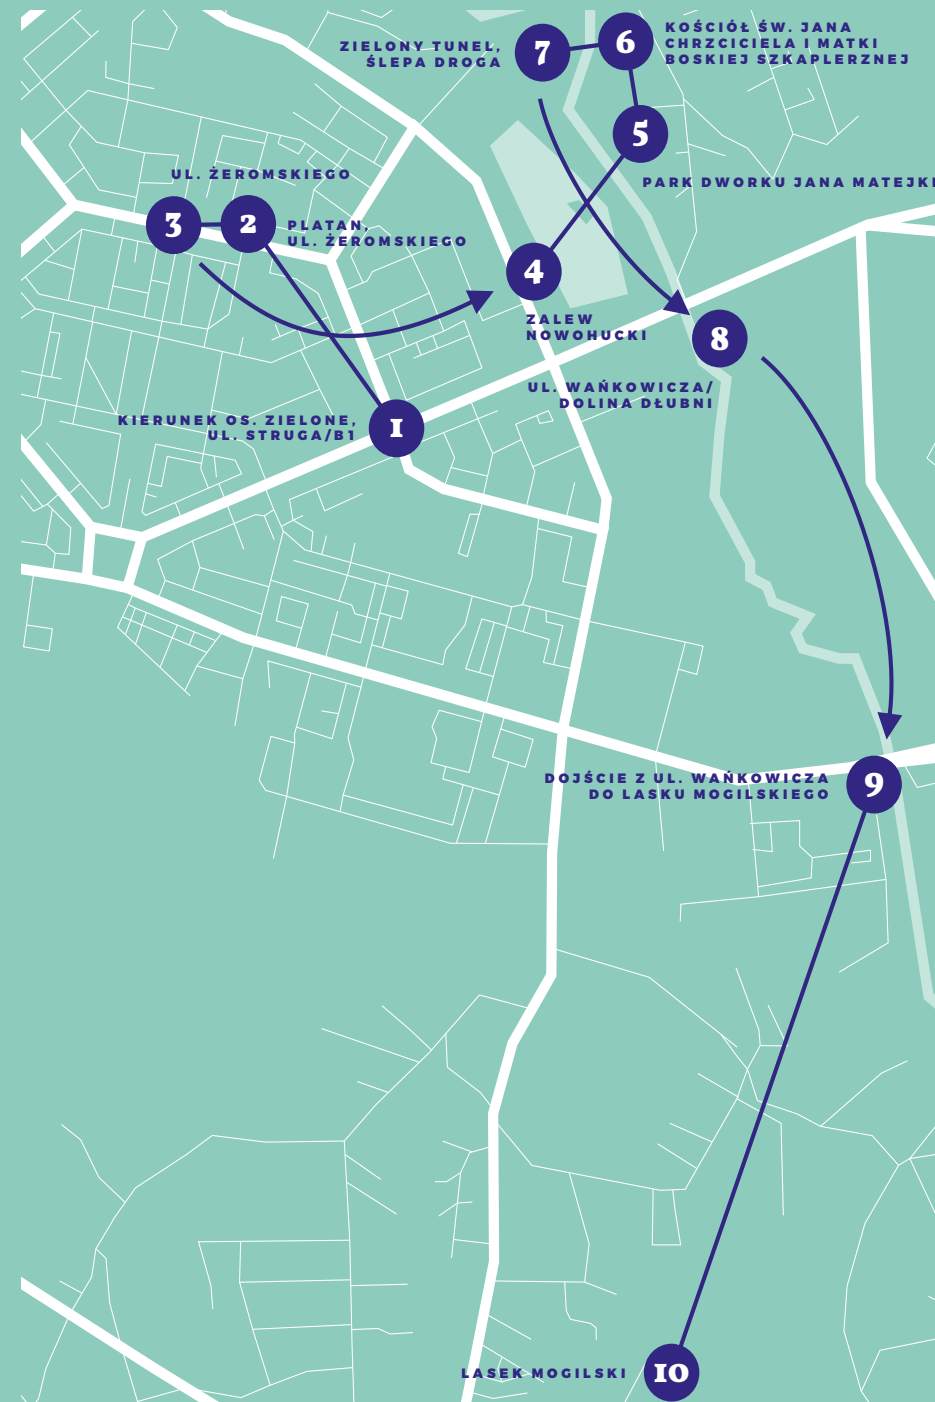 ZIELONY TUNEL,
ŚLEPA DROGA
7
6
KOŚCIÓŁ ŚW. JANA
CHRZCICIELA I MATKI
BOSKIEJ SZKAPLERZNEJ
5
PARK DWORKU JANA MATEJKI
UL. ŻEROMSKIEGO
3
2
PLATAN,
UL. ŻEROMSKIEGO
4
ZALEW
NOWOHUCKI
8
UL. WAŃKOWICZA/
DOLINA DŁUBNI
KIERUNEK OS. ZIELONE,
UL. STRUGA/B1
1
DOJŚCIE Z UL. WAŃKOWICZA
DO LASKU MOGILSKIEGO
9
LASEK MOGILSKI
10